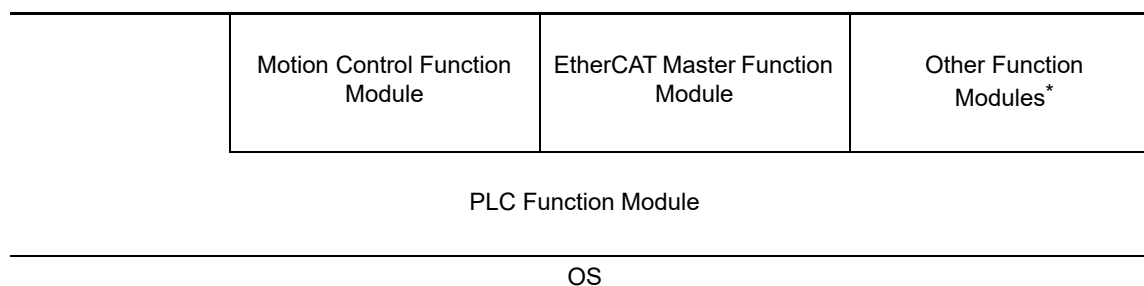 Motion Control Function
Module
EtherCAT Master Function
Module
Other Function
Modules*
PLC Function Module
OS